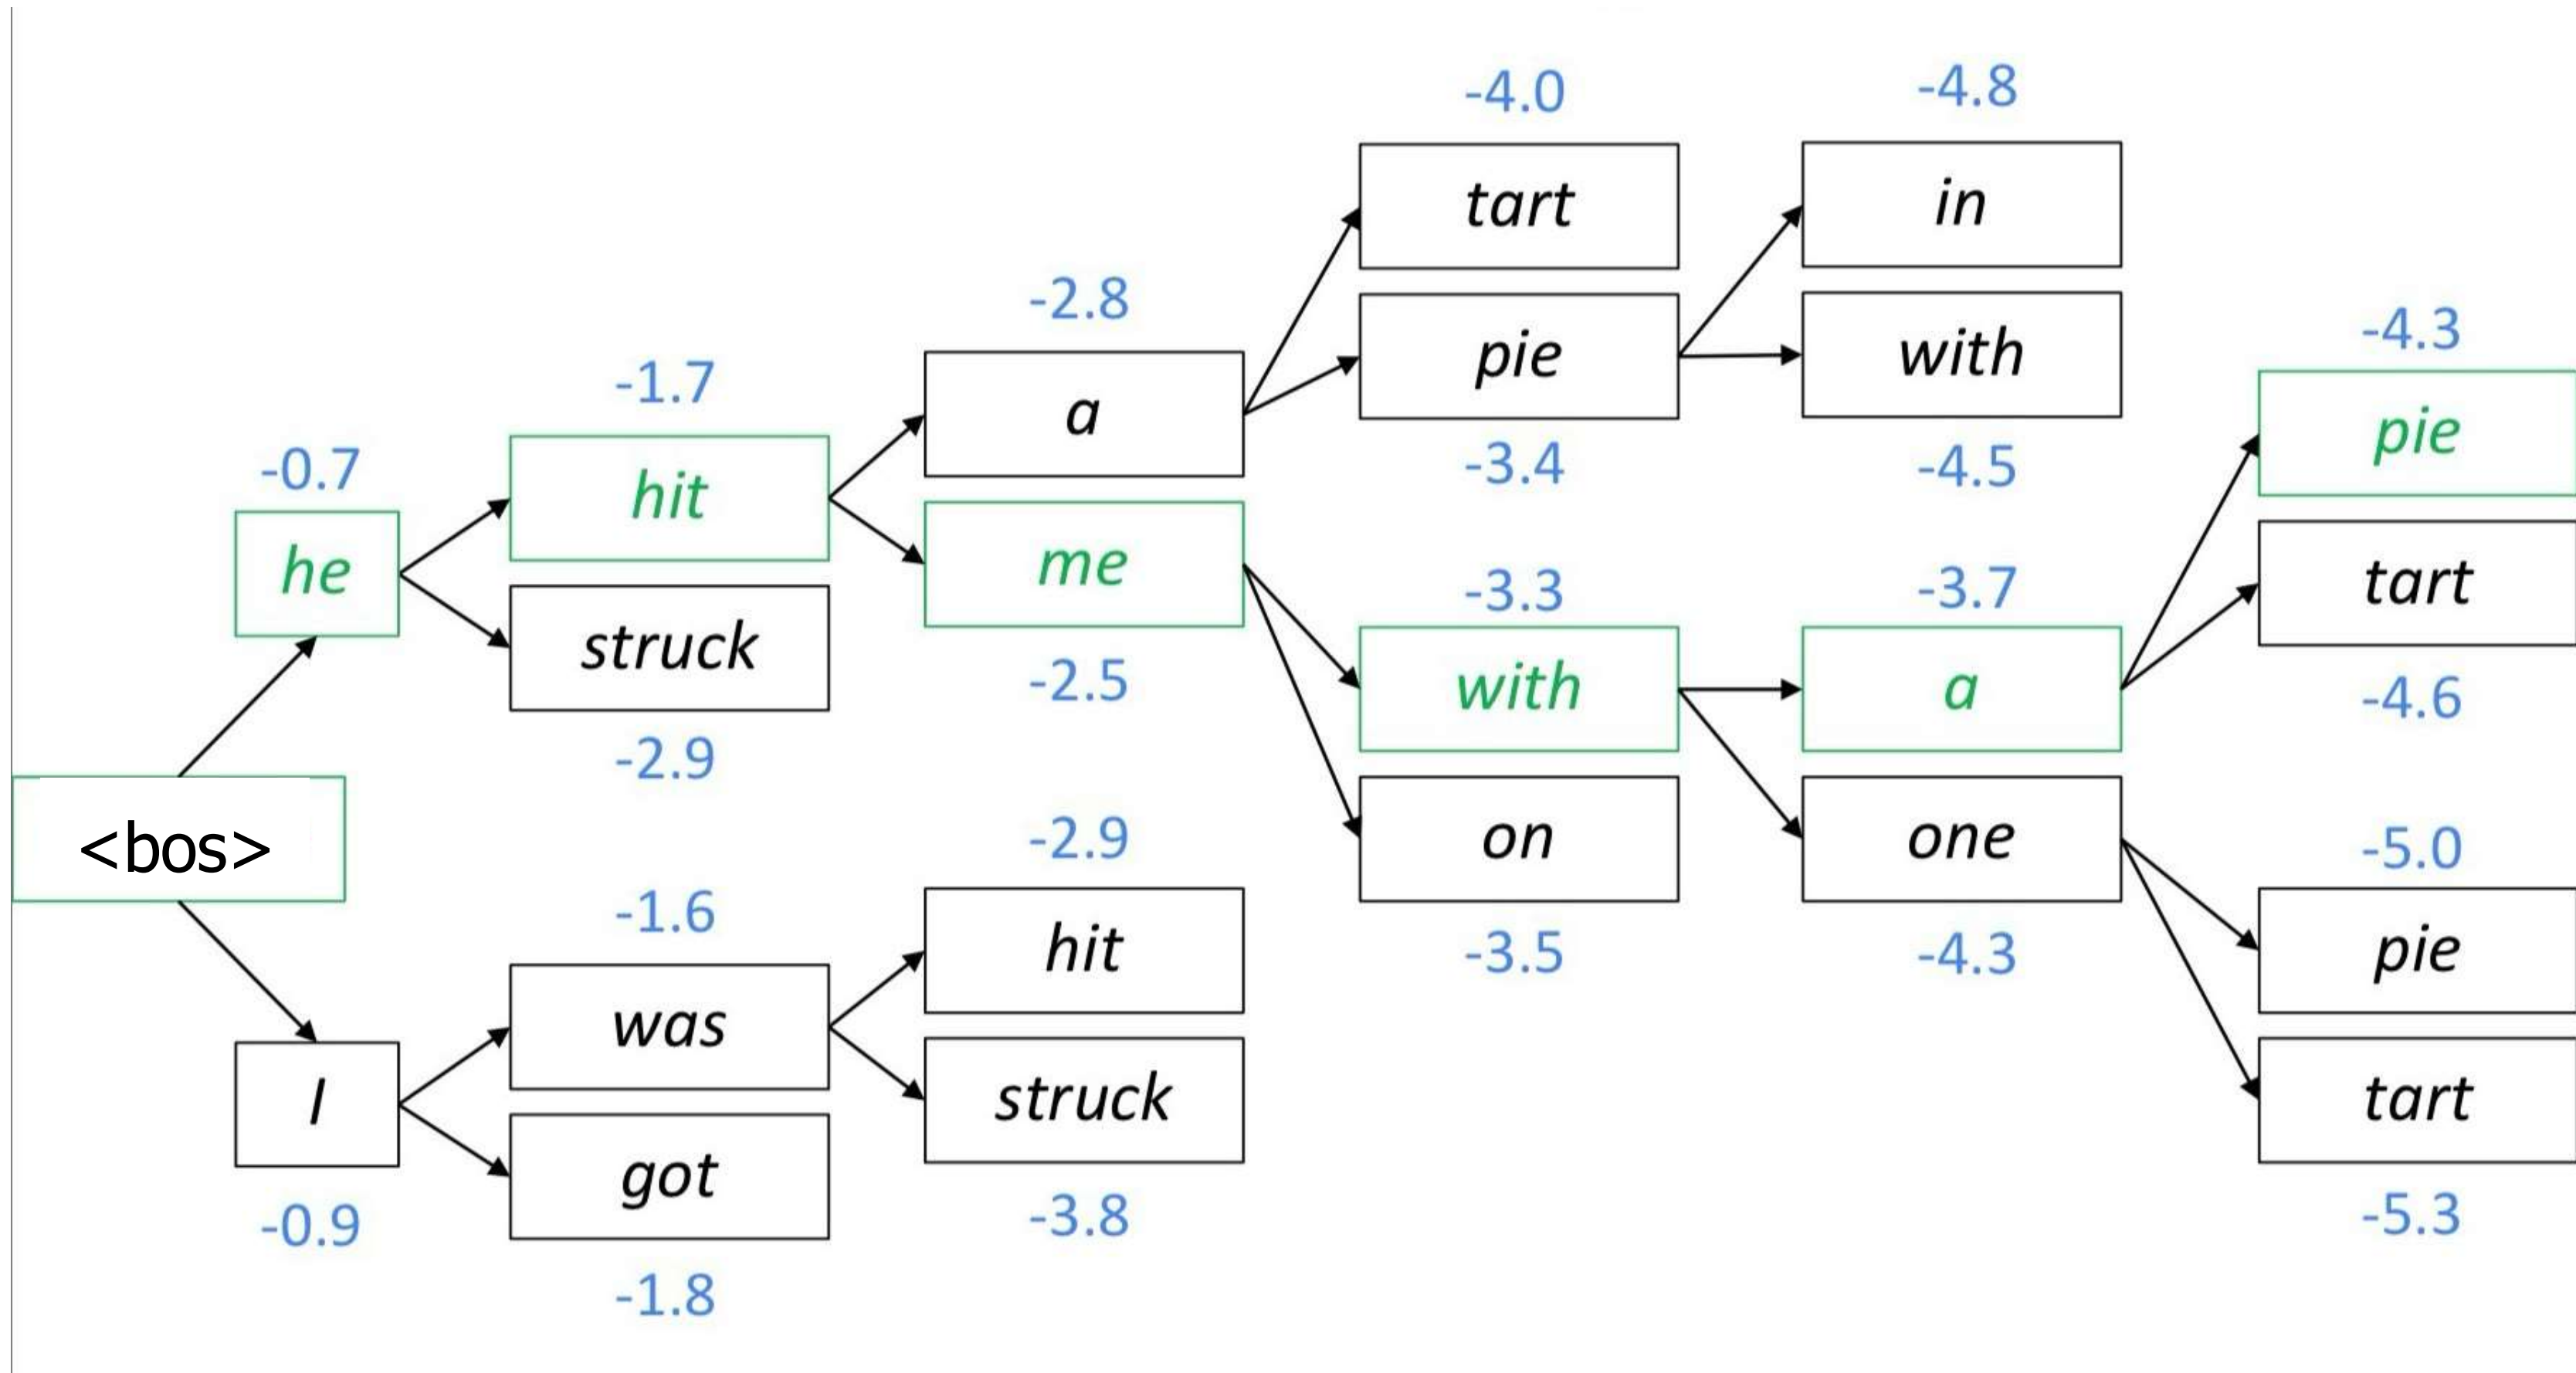 -4.0
-4.8
tart
in
-2.8
pie
with
-4.3
-1.7
a
-3.4
-4.5
pie
-0.7
hit
me
-3.3
-3.7
tart
he
struck
-2.5
with
a
-4.6
-2.9
<bos>
-2.9
on
one
-5.0
-1.6
hit
-3.5
-4.3
pie
was
I
struck
tart
got
-0.9
-3.8
-5.3
-1.8